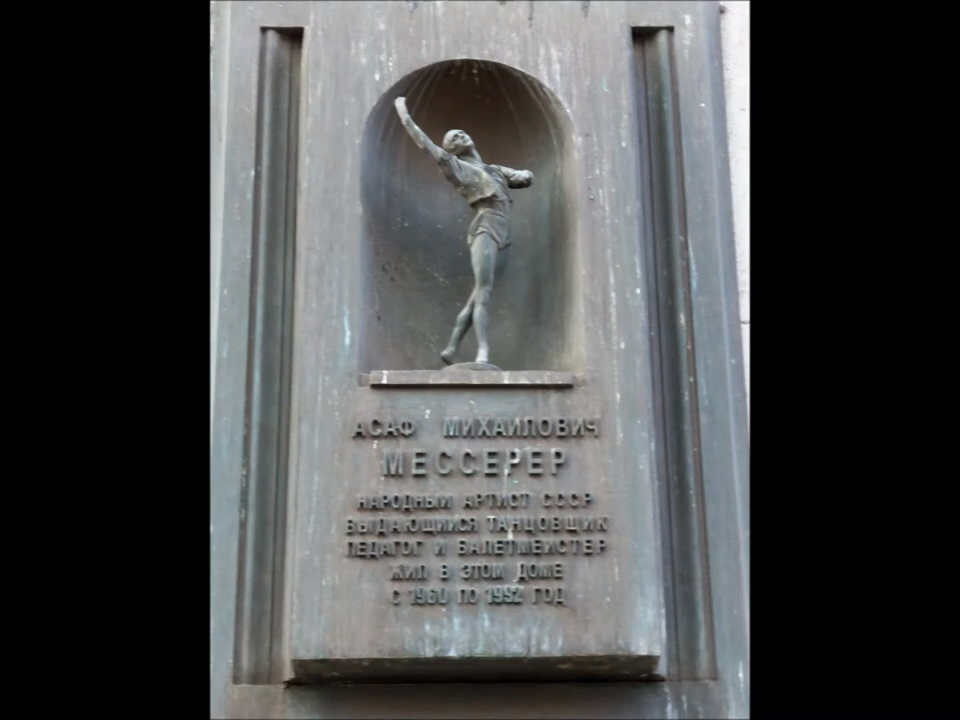 АСАФ МИХАЙЛОВИЧ
МЕССЕРЕР
НАРОДНЫЙ АРТИСТ СССР
ВЫДАЮЩИЙСЯ ТАНЦОВЩИК
ПЕДАГОГ И БАЛЕТМЕЙСТЕР
ЖИЛ В ЭТОМ ДОМЕ
С 1960 ПО 1992 ГОД